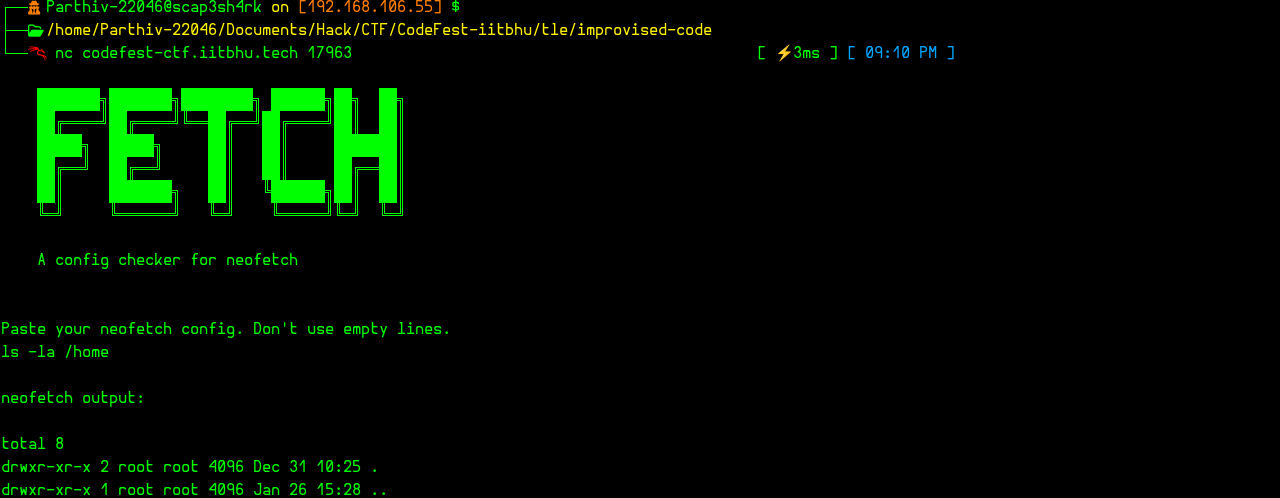 Parthiv-22046@scap3sh4rk on [192.168.106.55] $
/home/Parthiv-22046/Documents/Hack/CTF/CodeFest-iitbhu/tle/improvised-code
nc codefest-ctf.iitbhu.tech 17963 [ ⚡3ms ] [ 09:10 PM ]
FETCH
A config checker for neofetch
Paste your neofetch config. Don't use empty lines.
ls -la /home
neofetch output:
total 8
drwxr-xr-x 2 root root 4096 Dec 31 10:25 .
drwxr-xr-x 1 root root 4096 Jan 26 15:28 ..